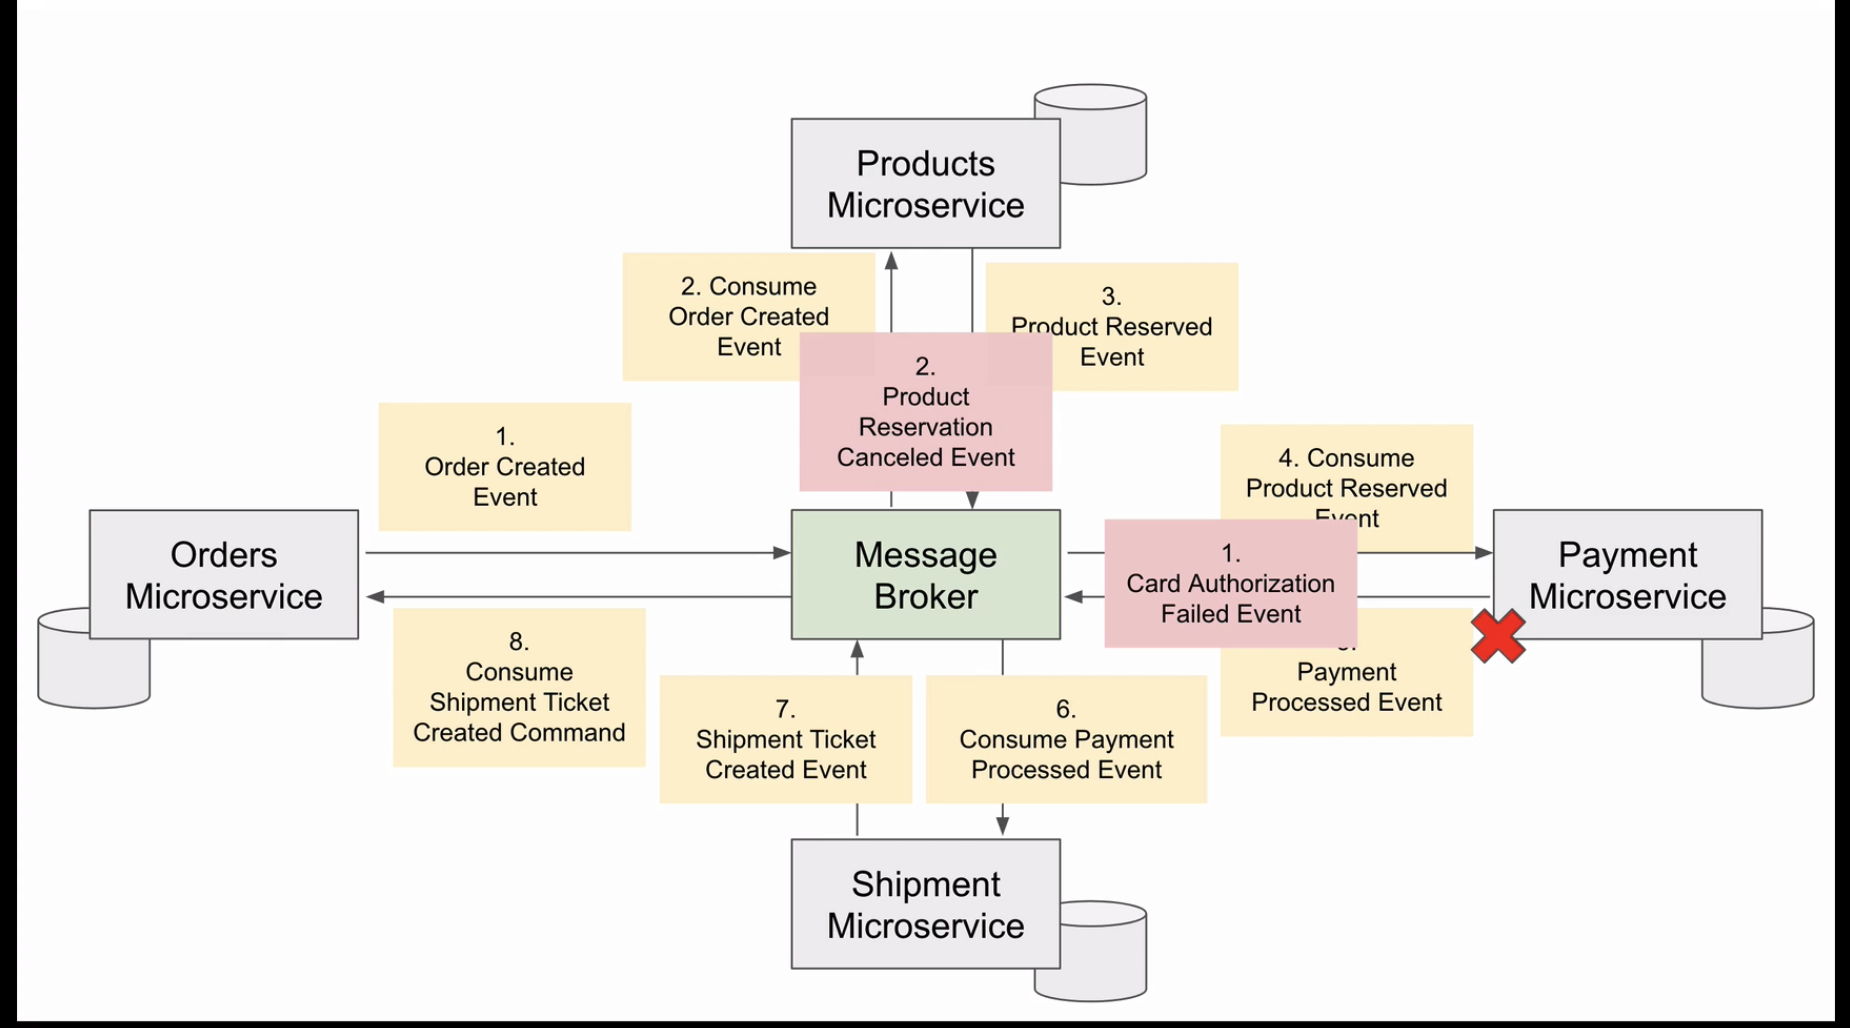 Products
Microservice
2. Consume
Order Created
Event
3.
Product Reserved
Event
2.
Product
Reservation
Canceled Event
1.
Order Created
Event
4. Consume
Product Reserved
Event
Orders
Microservice
Message
Broker
1.
Card Authorization
Failed Event
Payment
Microservice
8.
Consume
Shipment Ticket
Created Command
7.
Shipment Ticket
Created Event
6.
Consume Payment
Processed Event
Payment
Processed Event
Shipment
Microservice